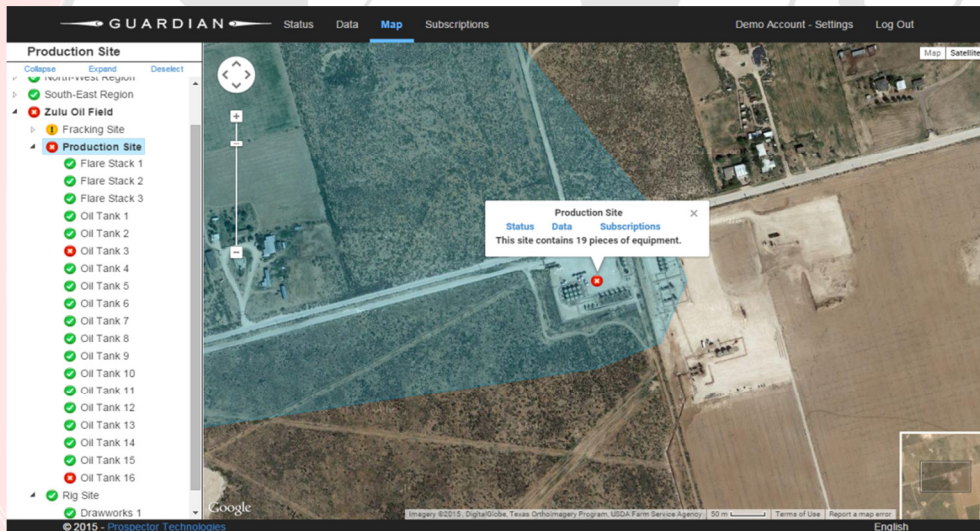 GUARDIAN
Status Data Map Subscriptions
Demo Account - Settings Log Out
Production Site
Collapse Expand Deselect
North-West Region
South-East Region
Zulu Oil Field
Fracking Site
Production Site
Flare Stack 1
Flare Stack 2
Flare Stack 3
Oil Tank 1
Oil Tank 2
Oil Tank 3
Oil Tank 4
Oil Tank 5
Oil Tank 6
Oil Tank 7
Oil Tank 8
Oil Tank 9
Oil Tank 10
Oil Tank 11
Oil Tank 12
Oil Tank 13
Oil Tank 14
Oil Tank 15
Oil Tank 16
Rig Site
Drawworks 1
Map Satellite
Production Site
Status Data Subscriptions
This site contains 19 pieces of equipment.
Google
Imagery ©2015 , DigitalGlobe, Texas Orthoimagery Program, USDA Farm Service Agency 50 m Terms of Use Report a map error
© 2015 - Prospector Technologies
English